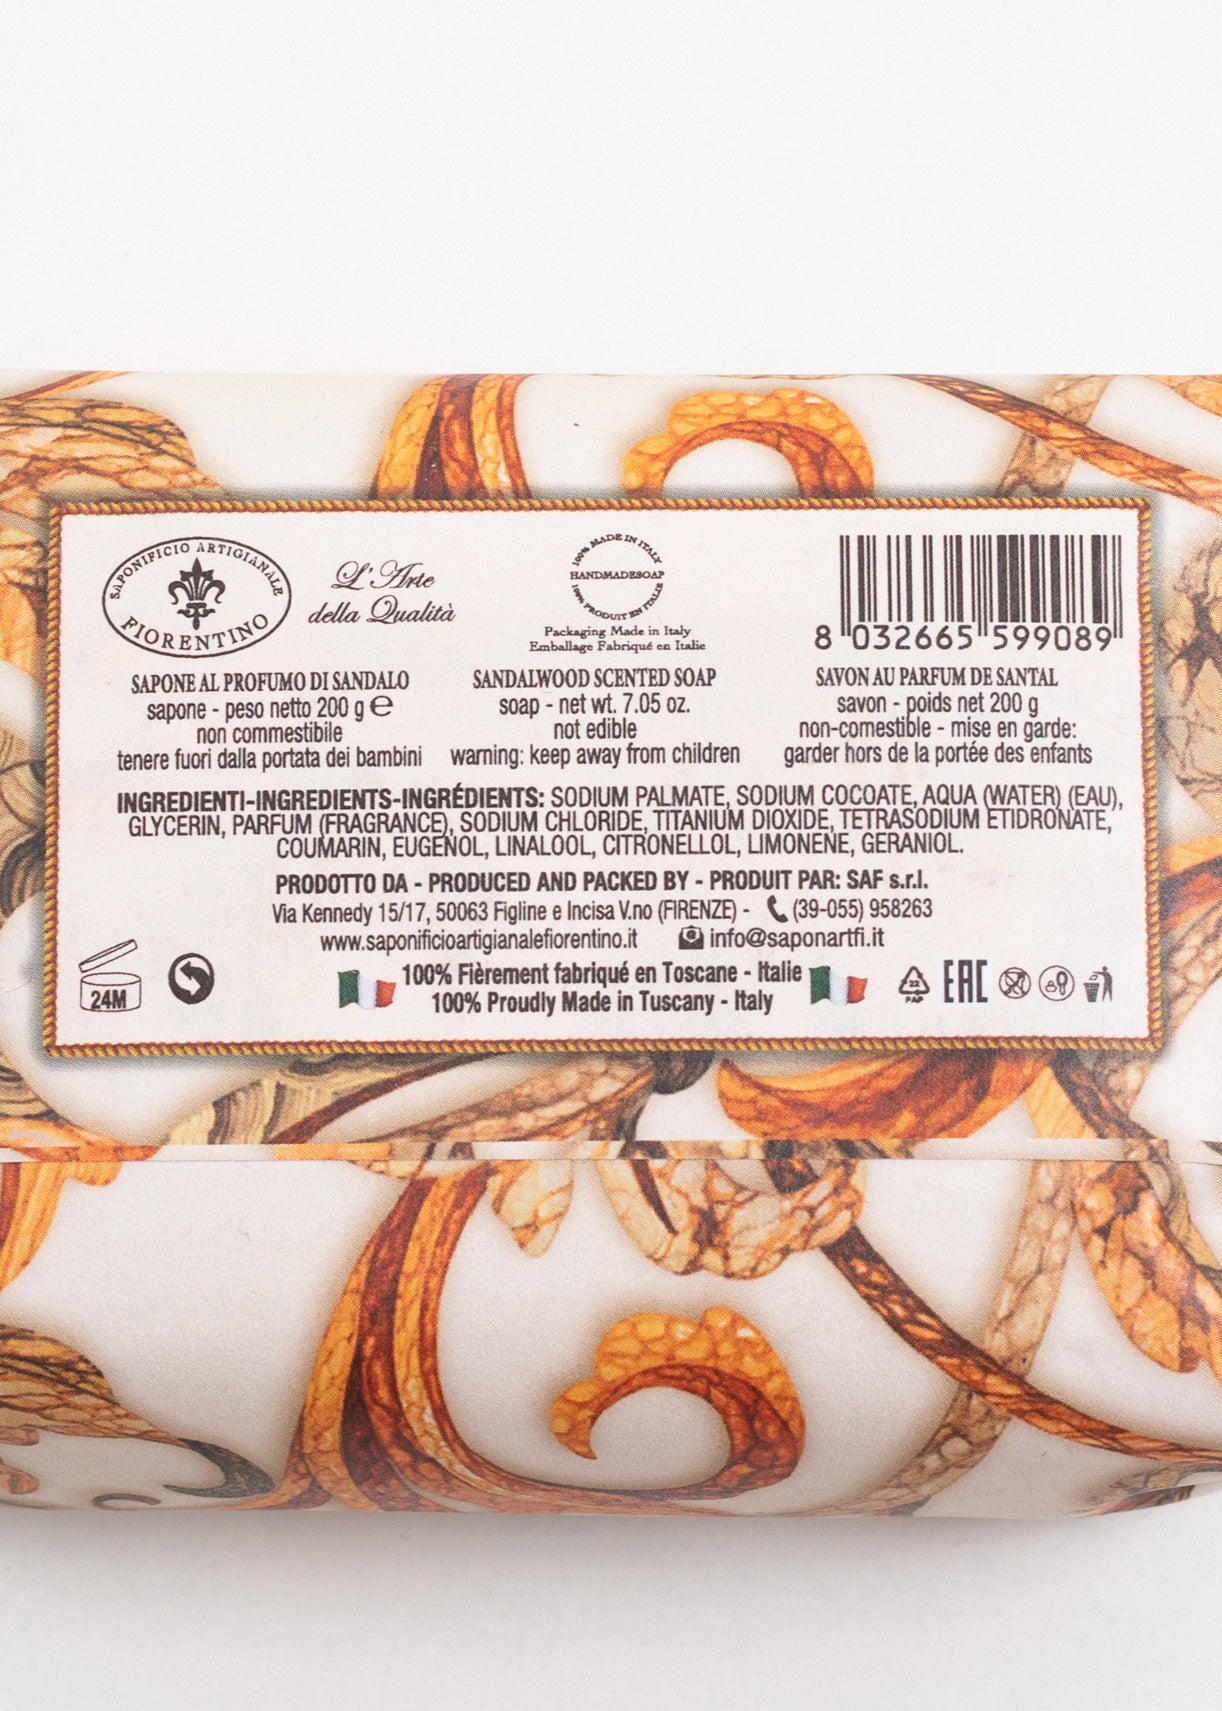 SAPONIFICIO ARTIGIANALE
FIORENTINO
L'Arte
della Qualità
100% MADE IN ITALY
HANDMADESOAP
100% PRODUIT EN ITALIE
Packaging Made in Italy
Emballage Fabriqué en Italie
8 032665 599089
SAPONE AL PROFUMO DI SANDALO
sapone - peso netto 200 g ℮
non commestibile
tenere fuori dalla portata dei bambini
SANDALWOOD SCENTED SOAP
soap - net wt. 7.05 oz.
not edible
warning: keep away from children
SAVON AU PARFUM DE SANTAL
savon - poids net 200 g
non-comestible - mise en garde:
garder hors de la portée des enfants
INGREDIENTI-INGREDIENTS-INGRÉDIENTS: SODIUM PALMATE, SODIUM COCOATE, AQUA (WATER) (EAU),
GLYCERIN, PARFUM (FRAGRANCE), SODIUM CHLORIDE, TITANIUM DIOXIDE, TETRASODIUM ETIDRONATE,
COUMARIN, EUGENOL, LINALOOL, CITRONELLOL, LIMONENE, GERANIOL.
PRODOTTO DA - PRODUCED AND PACKED BY - PRODUIT PAR: SAF s.r.l.
Via Kennedy 15/17, 50063 Figline e Incisa V.no (FIRENZE) - (39-055) 958263
www.saponificioartigianalefiorentino.it info@saponartfi.it
100% Fièrement fabriqué en Toscane - Italie
100% Proudly Made in Tuscany - Italy
24M
22
PAP
EAC